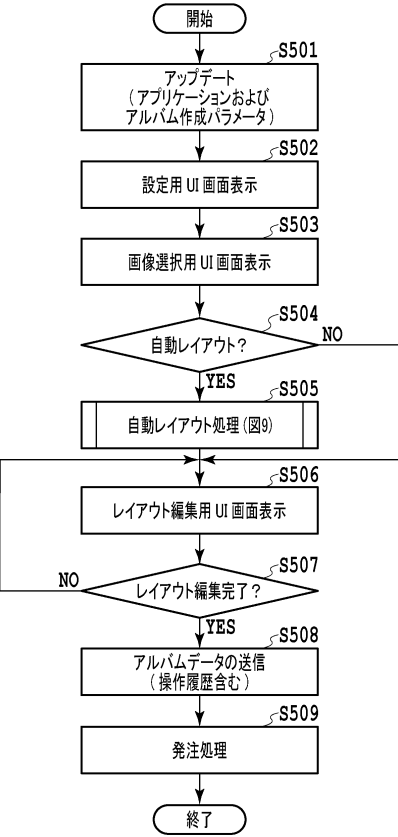 開始
S501
アップデート
(アプリケーションおよび
アルバム作成パラメータ)
S502
設定用UI画面表示
S503
画像選択用UI画面表示
S504
自動レイアウト?
NO
YES
S505
自動レイアウト処理(図9)
S506
レイアウト編集用UI画面表示
S507
レイアウト編集完了?
NO
YES
S508
アルバムデータの送信
(操作履歴含む)
S509
発注処理
終了